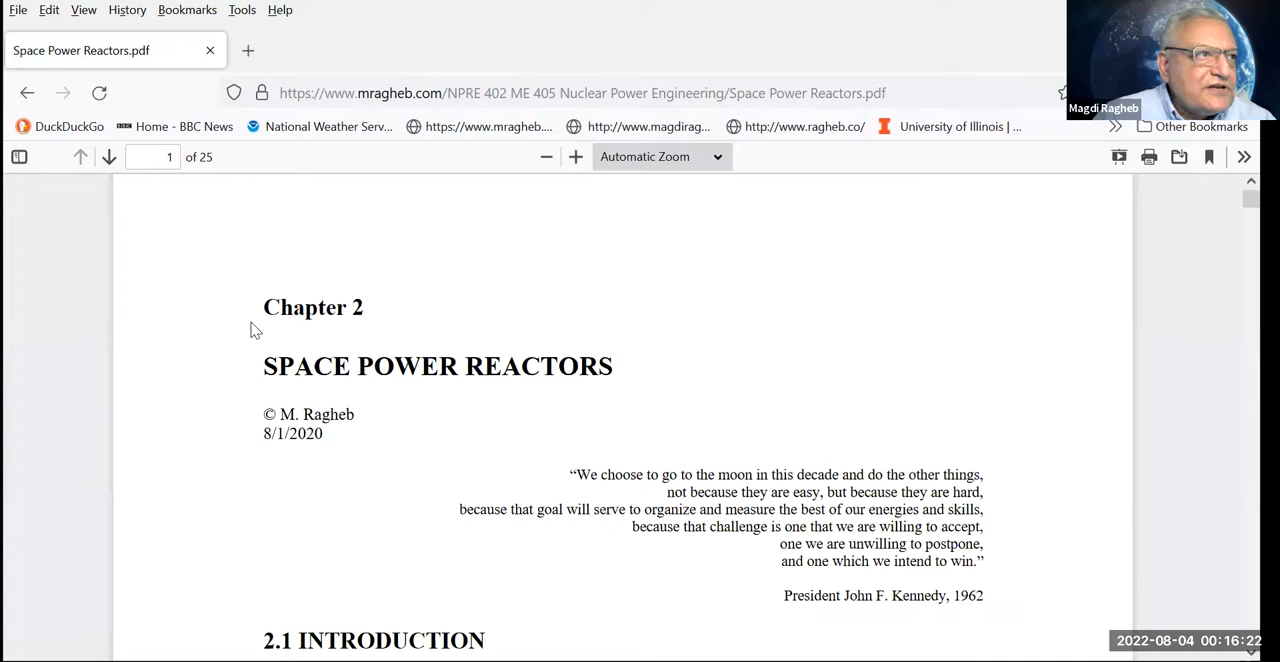 File Edit View History Bookmarks Tools Help
Space Power Reactors.pdf
https://www.mragheb.com/NPRE 402 ME 405 Nuclear Power Engineering/Space Power Reactors.pdf
Magdi Ragheb
DuckDuckGo BBC Home - BBC News National Weather Serv... https://www.mragheb.... http://www.magdirag... http://www.ragheb.co/ University of Illinois | ... Other Bookmarks
1 of 25 Automatic Zoom
Chapter 2
SPACE POWER REACTORS
© M. Ragheb
8/1/2020
“We choose to go to the moon in this decade and do the other things,
not because they are easy, but because they are hard,
because that goal will serve to organize and measure the best of our energies and skills,
because that challenge is one that we are willing to accept,
one we are unwilling to postpone,
and one which we intend to win.”
President John F. Kennedy, 1962
2.1 INTRODUCTION
2022-08-04 00:16:22